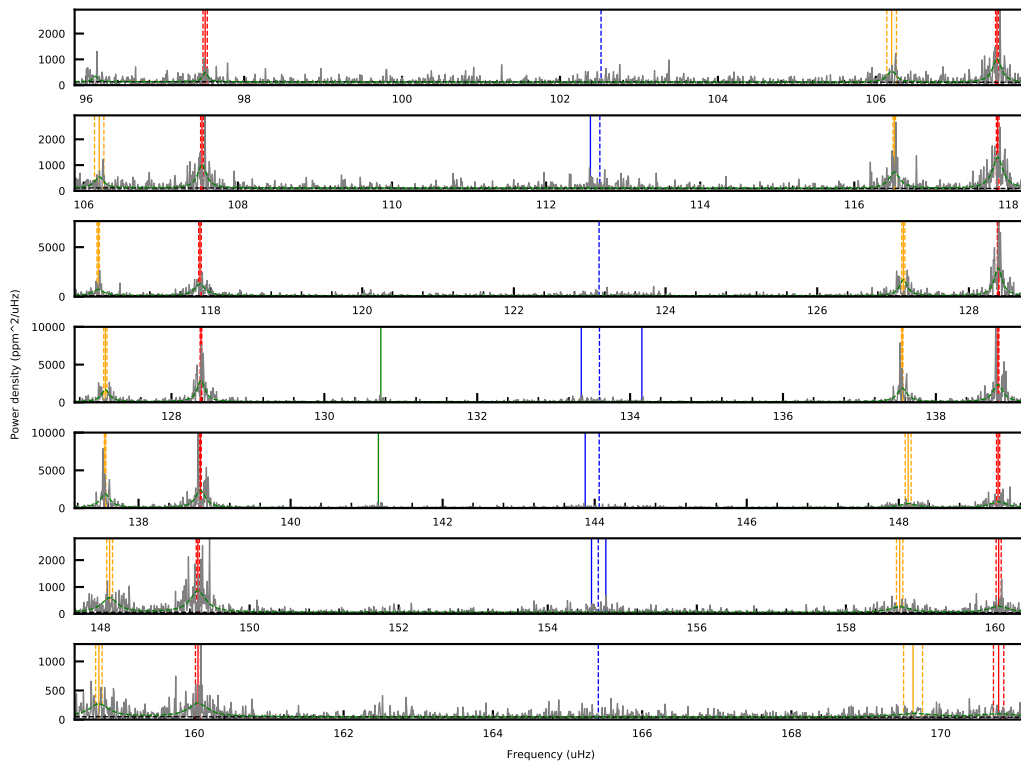 2000
1000
0
96 98 100 102 104 106
2000
1000
0
106 108 110 112 114 116 118
5000
0
118 120 122 124 126 128
10000
5000
0
128 130 132 134 136 138
10000
5000
0
138 140 142 144 146 148
2000
1000
0
148 150 152 154 156 158 160
1000
500
0
160 162 164 166 168 170
Power density (ppm^2/uHz)
Frequency (uHz)